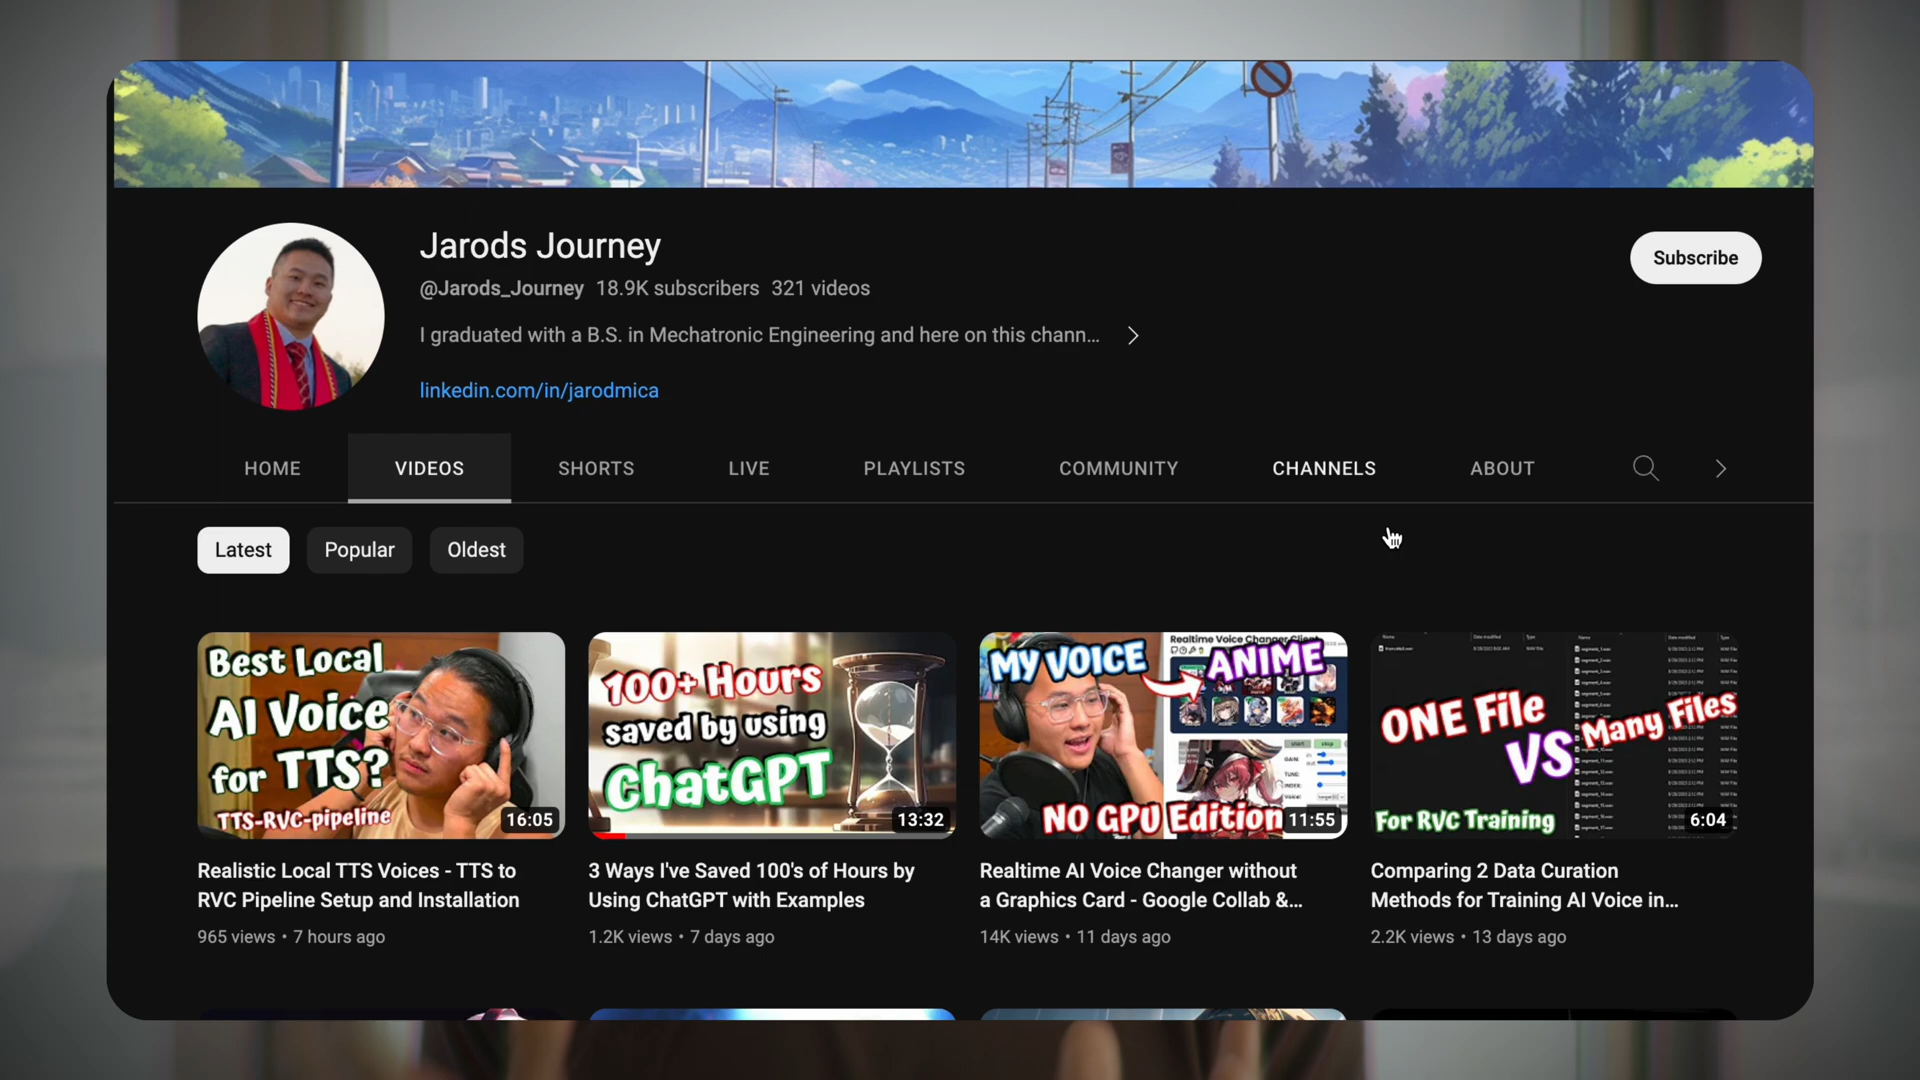 Jarods Journey
@Jarods_Journey 18.9K subscribers 321 videos
Subscribe
I graduated with a B.S. in Mechatronic Engineering and here on this chann...
linkedin.com/in/jarodmica
HOME VIDEOS SHORTS LIVE PLAYLISTS COMMUNITY CHANNELS ABOUT
Latest Popular Oldest
Best Local
AI Voice
for TTS?
TTS-RVC-pipeline
16:05
100+ Hours
saved by using
ChatGPT
13:32
Realtime Voice Changer Client
MY VOICE
ANIME
NO GPU Edition
11:55
ONE File
VS
Many Files
For RVC Training
6:04
Realistic Local TTS Voices - TTS to
RVC Pipeline Setup and Installation
965 views • 7 hours ago
3 Ways I've Saved 100's of Hours by
Using ChatGPT with Examples
1.2K views • 7 days ago
Realtime AI Voice Changer without
a Graphics Card - Google Collab &...
14K views • 11 days ago
Comparing 2 Data Curation
Methods for Training AI Voice in...
2.2K views • 13 days ago